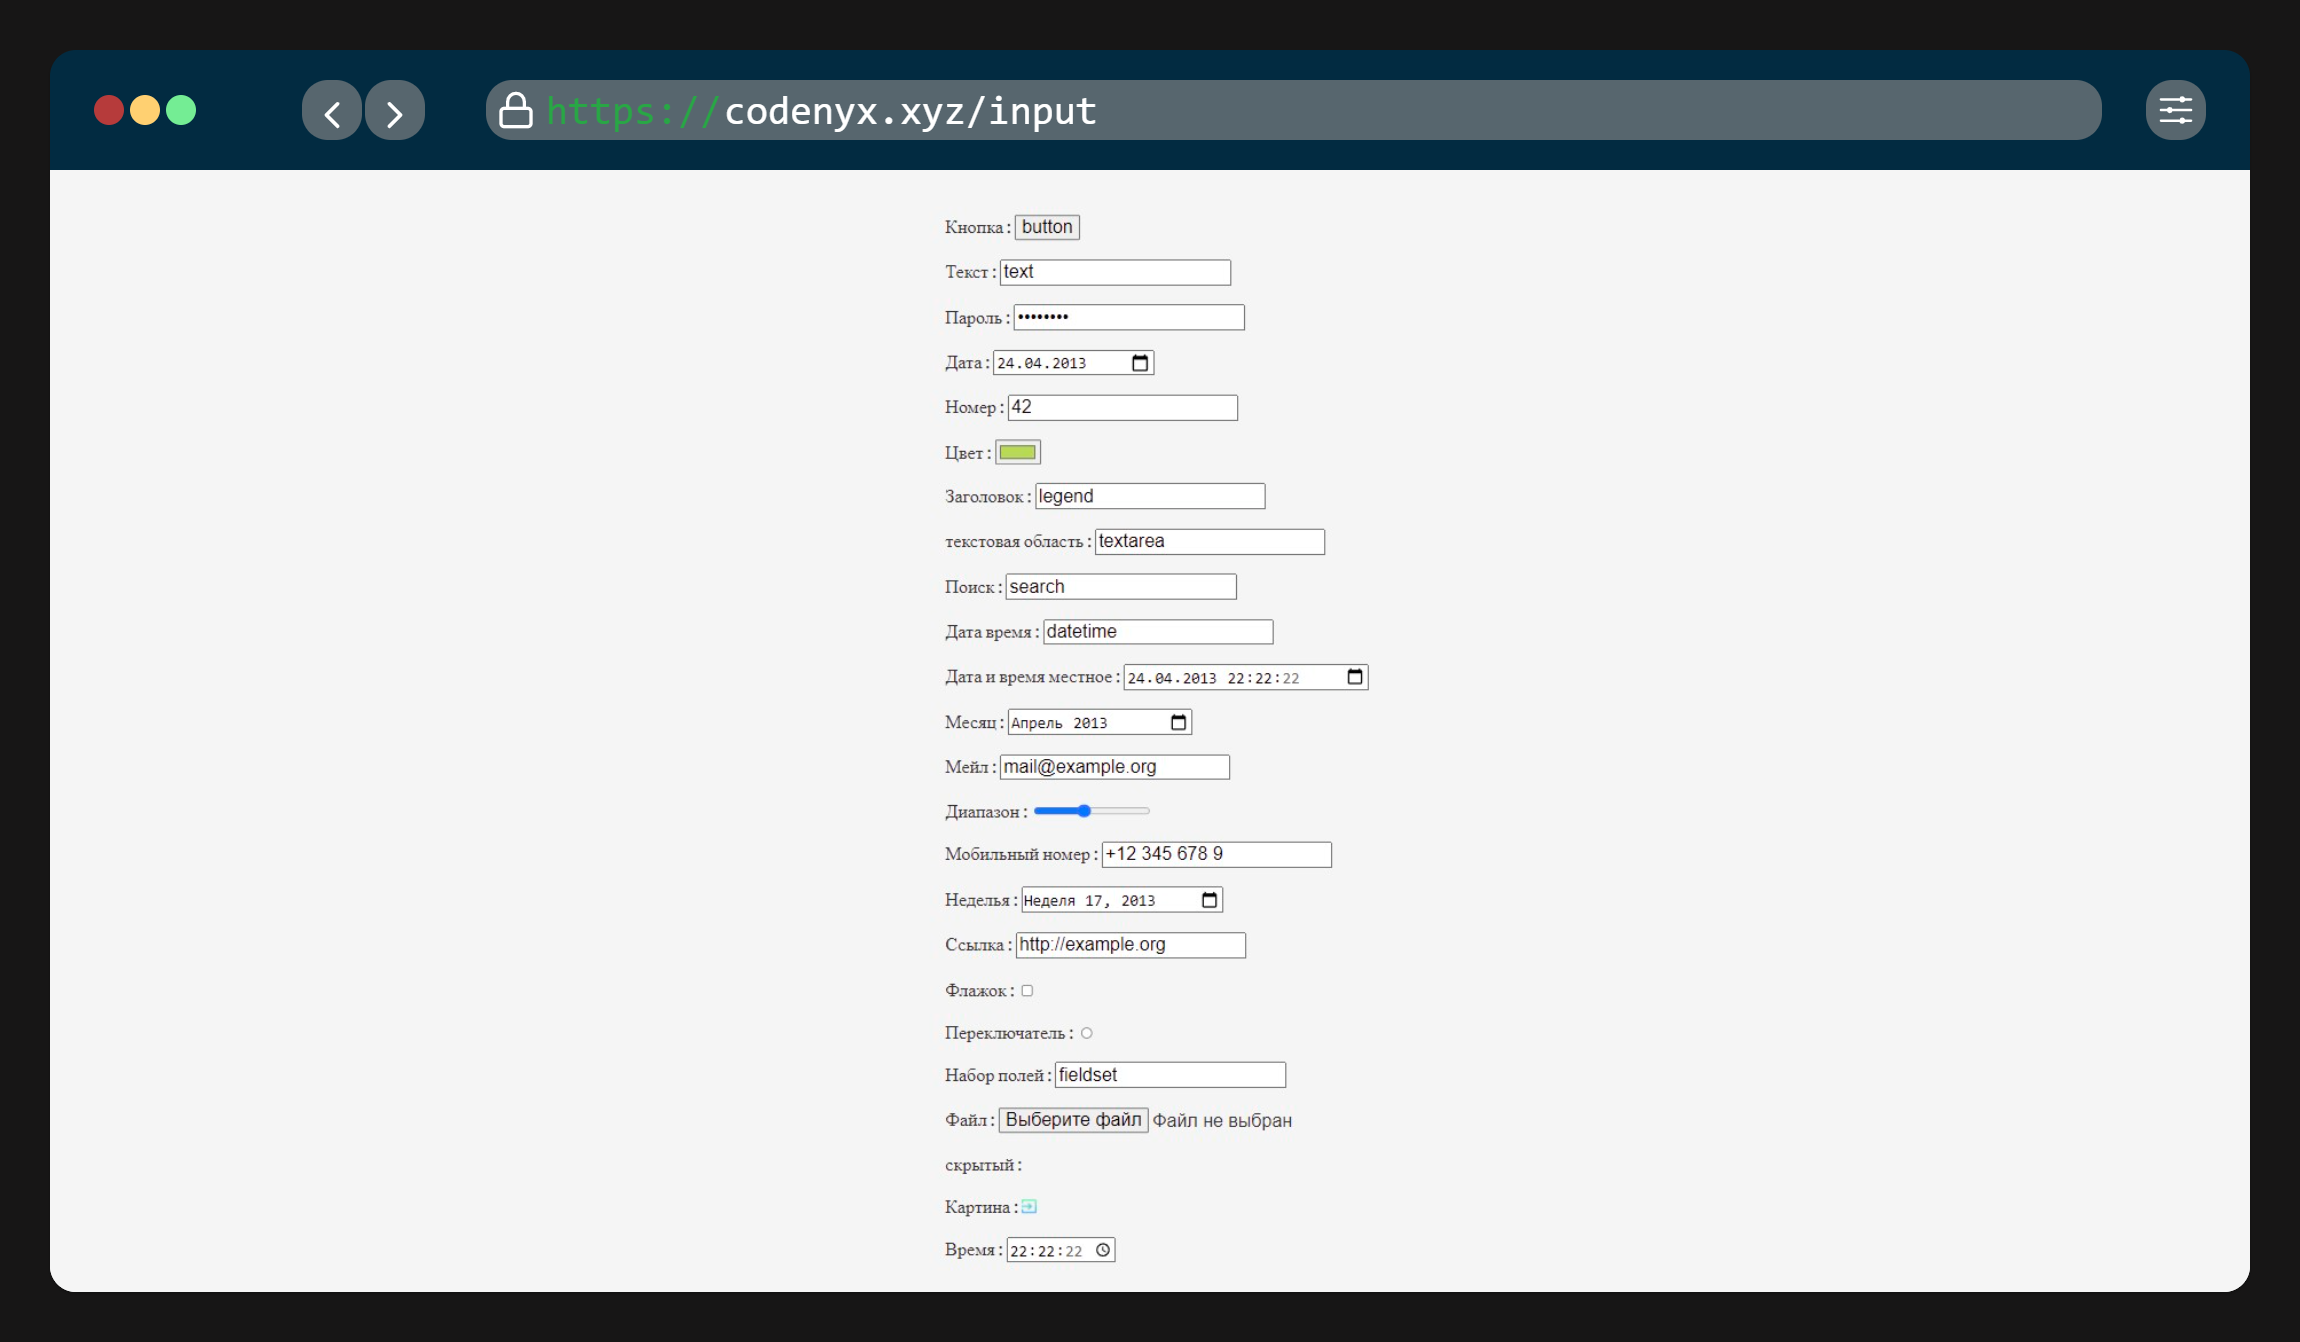 https://codenyx.xyz/input
Кнопка: button
Текст: text
Пароль: ••••••••
Дата: 24.04.2013
Номер: 42
Цвет:
Заголовок: legend
текстовая область: textarea
Поиск: search
Дата время: datetime
Дата и время местное: 24.04.2013 22:22:22
Месяц: Апрель 2013
Мейл: mail@example.org
Диапазон:
Мобильный номер: +12 345 678 9
Неделья: Неделя 17, 2013
Ссылка: http://example.org
Флажок:
Переключатель:
Набор полей: fieldset
Файл: Выберите файл Файл не выбран
скрытый:
Картина:
Время: 22:22:22